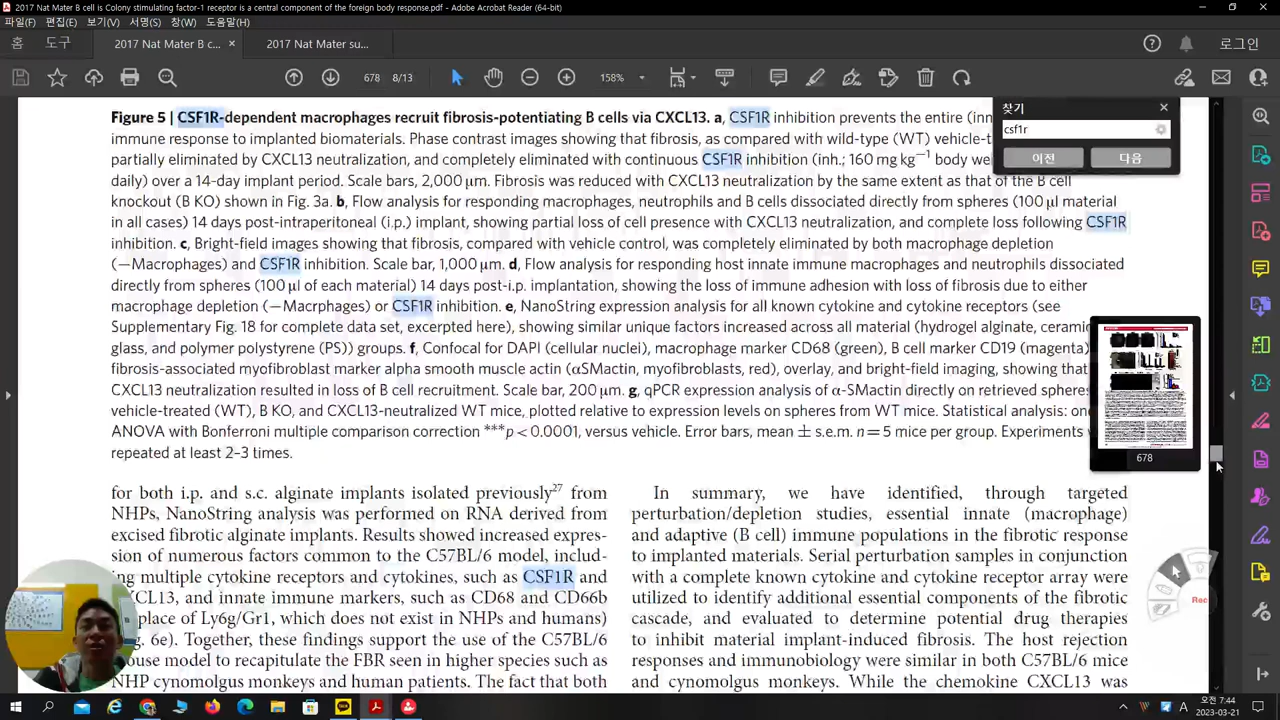 2017 Nat Mater B cell is Colony stimulating factor-1 receptor is a central component of the foreign body response.pdf - Adobe Acrobat Reader (64-bit)
파일(F) 편집(E) 보기(V) 서명(S) 창(W) 도움말(H)
홈 도구 2017 Nat Mater B c... × 2017 Nat Mater su... 로그인
678 8/13 158%
찾기
csf1r
이전 다음
Figure 5 | CSF1R-dependent macrophages recruit fibrosis-potentiating B cells via CXCL13. a, CSF1R inhibition prevents the entire (inn
immune response to implanted biomaterials. Phase contrast images showing that fibrosis, as compared with wild-type (WT) vehicle-t
partially eliminated by CXCL13 neutralization, and completely eliminated with continuous CSF1R inhibition (inh.; 160 mg kg−1 body we
daily) over a 14-day implant period. Scale bars, 2,000 μm. Fibrosis was reduced with CXCL13 neutralization by the same extent as that of the B cell
knockout (B KO) shown in Fig. 3a. b, Flow analysis for responding macrophages, neutrophils and B cells dissociated directly from spheres (100 μl material
in all cases) 14 days post-intraperitoneal (i.p.) implant, showing partial loss of cell presence with CXCL13 neutralization, and complete loss following CSF1R
inhibition. c, Bright-field images showing that fibrosis, compared with vehicle control, was completely eliminated by both macrophage depletion
(−Macrophages) and CSF1R inhibition. Scale bar, 1,000 μm. d, Flow analysis for responding host innate immune macrophages and neutrophils dissociated
directly from spheres (100 μl of each material) 14 days post-i.p. implantation, showing the loss of immune adhesion with loss of fibrosis due to either
macrophage depletion (−Macrphages) or CSF1R inhibition. e, NanoString expression analysis for all known cytokine and cytokine receptors (see
Supplementary Fig. 18 for complete data set, excerpted here), showing similar unique factors increased across all material (hydrogel alginate, ceramic
glass, and polymer polystyrene (PS)) groups. f, Confocal for DAPI (cellular nuclei), macrophage marker CD68 (green), B cell marker CD19 (magenta)
fibrosis-associated myofibroblast marker alpha smooth muscle actin (αSMactin, myofibroblasts, red), overlay, and bright-field imaging, showing that
CXCL13 neutralization resulted in loss of B cell recruitment. Scale bar, 200 μm. g, qPCR expression analysis of α-SMactin directly on retrieved spheres
vehicle-treated (WT), B KO, and CXCL13-neutralized WT mice, plotted relative to expression levels on spheres from WT mice. Statistical analysis: one
ANOVA with Bonferroni multiple comparison correction ***p < 0.0001, versus vehicle. Error bars, mean ± s.e.m. n = 5 mice per group. Experiments
repeated at least 2–3 times.
678
for both i.p. and s.c. alginate implants isolated previously27 from
NHPs, NanoString analysis was performed on RNA derived from
excised fibrotic alginate implants. Results showed increased expres-
sion of numerous factors common to the C57BL/6 model, includ-
ing multiple cytokine receptors and cytokines, such as CSF1R and
XCL13, and innate immune markers, such as CD68 and CD66b
place of Ly6g/Gr1, which does not exist in NHPs and humans)
g. 6e). Together, these findings support the use of the C57BL/6
ouse model to recapitulate the FBR seen in higher species such as
NHP cynomolgus monkeys and human patients. The fact that both
In summary, we have identified, through targeted
perturbation/depletion studies, essential innate (macrophage)
and adaptive (B cell) immune populations in the fibrotic response
to implanted materials. Serial perturbation samples in conjunction
with a complete known cytokine and cytokine receptor array were
utilized to identify additional essential components of the fibrotic
cascade, and evaluated to determine potential drug therapies
to inhibit material implant-induced fibrosis. The host rejection
responses and immunobiology were similar in both C57BL/6 mice
and cynomolgus monkeys. While the chemokine CXCL13 was
Rec
A 오후 7:44
2023-03-21